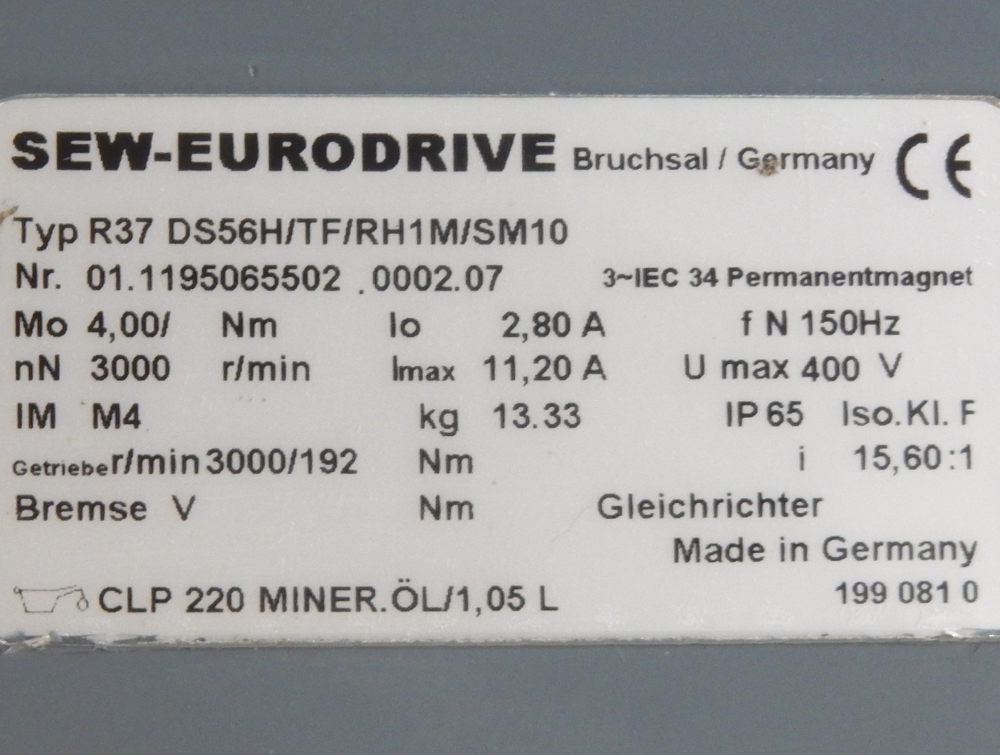 SEW-EURODRIVE Bruchsal / Germany CE
Typ R37 DS56H/TF/RH1M/SM10
Nr. 01.1195065502 .0002.07 3~IEC 34 Permanentmagnet
Mo 4,00/ Nm Io 2,80 A f N 150Hz
nN 3000 r/min Imax 11,20 A U max 400 V
IM M4 kg 13.33 IP 65 Iso.Kl. F
Getriebe r/min 3000/192 Nm i 15,60:1
Bremse V Nm Gleichrichter
Made in Germany
CLP 220 MINER.ÖL/1,05 L 199 081 0